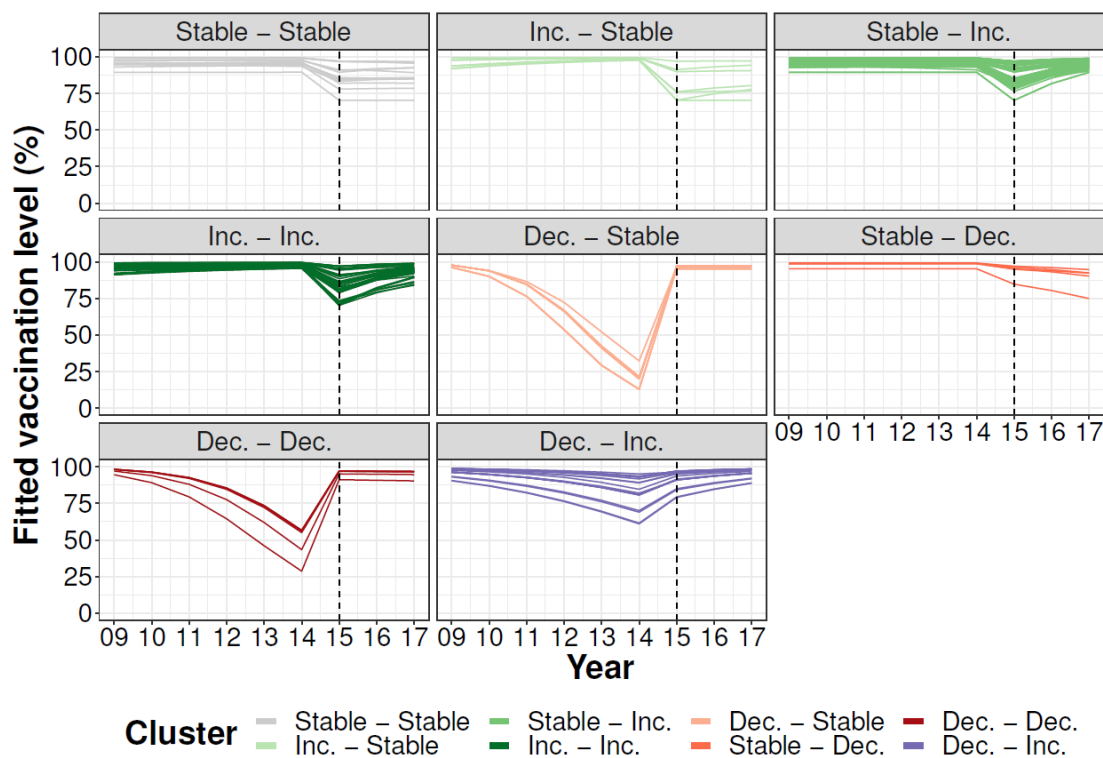 Stable − Stable
Inc. − Stable
Stable − Inc.
100
75
50
25
0
Inc. − Inc.
Dec. − Stable
Stable − Dec.
100
75
50
25
0
09 10 11 12 13 14 15 16 17
Dec. − Dec.
Dec. − Inc.
100
75
50
25
0
09 10 11 12 13 14 15 16 17
09 10 11 12 13 14 15 16 17
Fitted vaccination level (%)
Year
Cluster
Stable − Stable
Stable − Inc.
Dec. − Stable
Dec. − Dec.
Inc. − Stable
Inc. − Inc.
Stable − Dec.
Dec. − Inc.